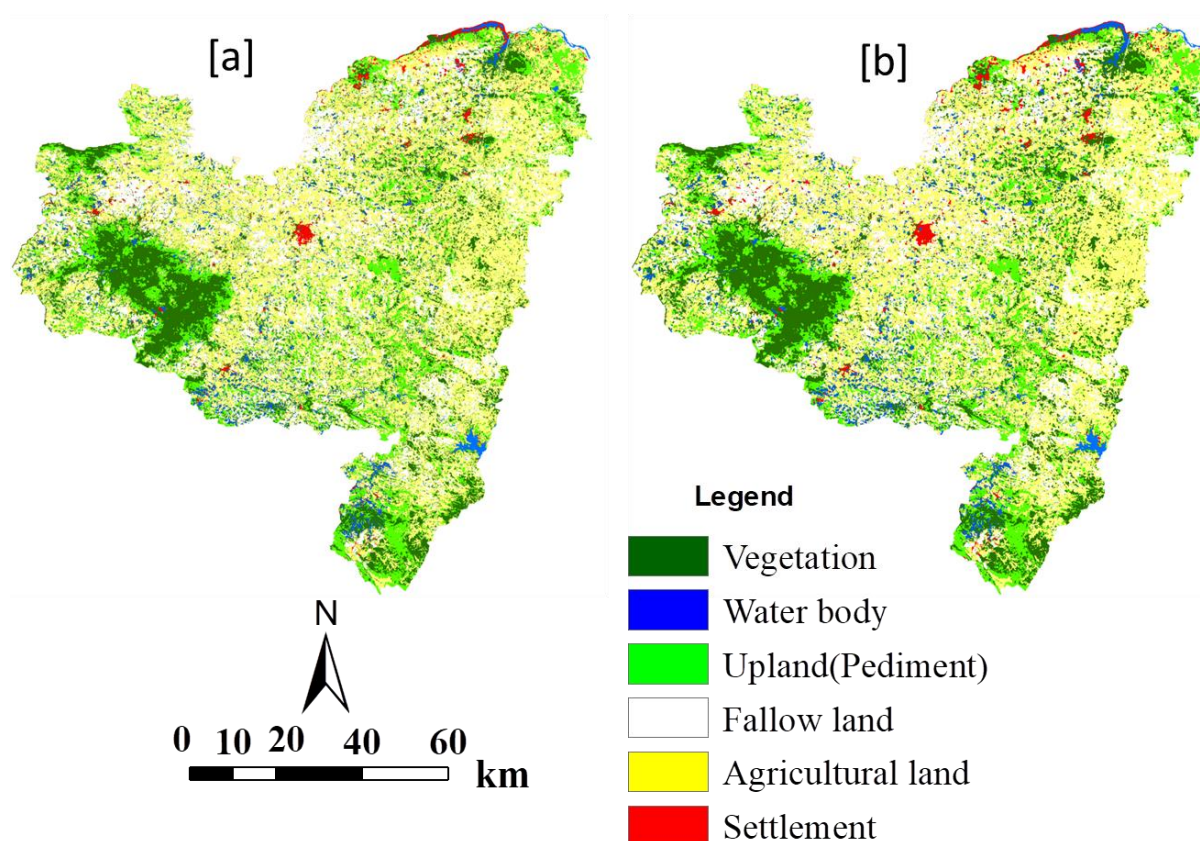 [a]
[b]
Legend
Vegetation
Water body
Upland(Pediment)
Fallow land
Agricultural land
Settlement
N
0 10 20 40 60
km